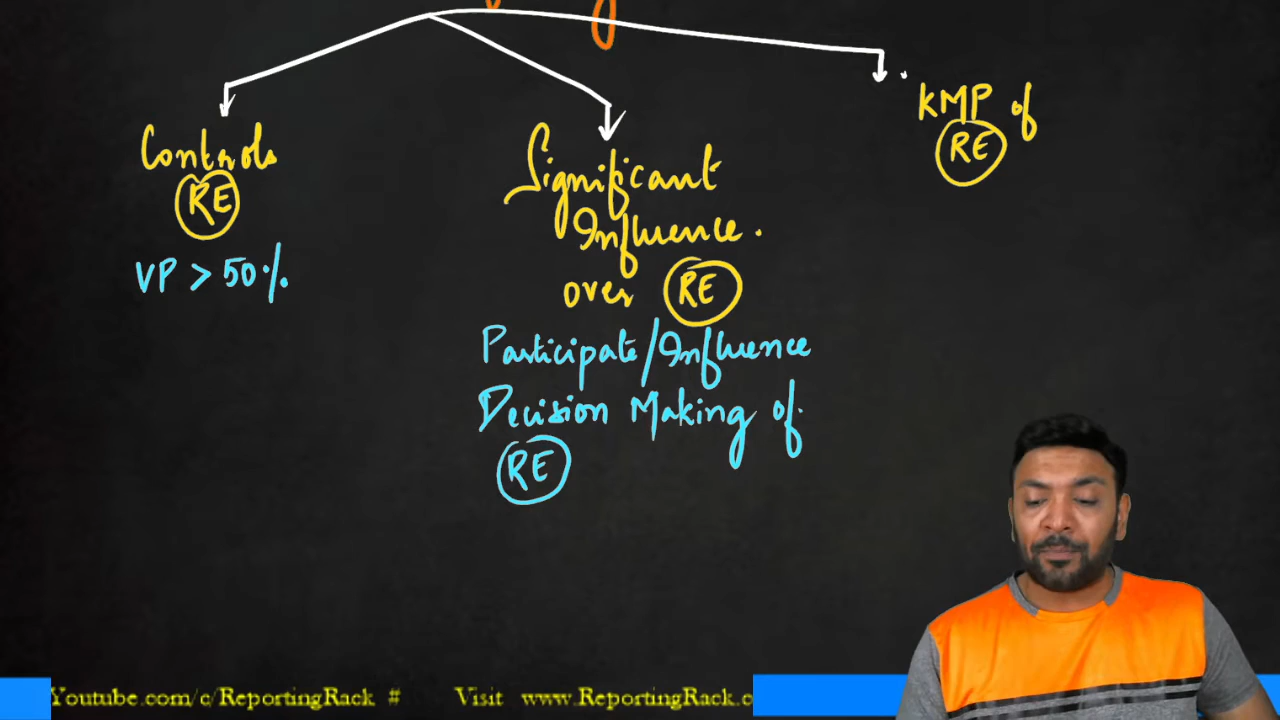 Controls
RE
VP > 50%
Significant
Influence.
over RE
Participate/Influence
Decision Making of
RE
KMP of
RE
Youtube.com/c/ReportingRack # Visit www.ReportingRack.c